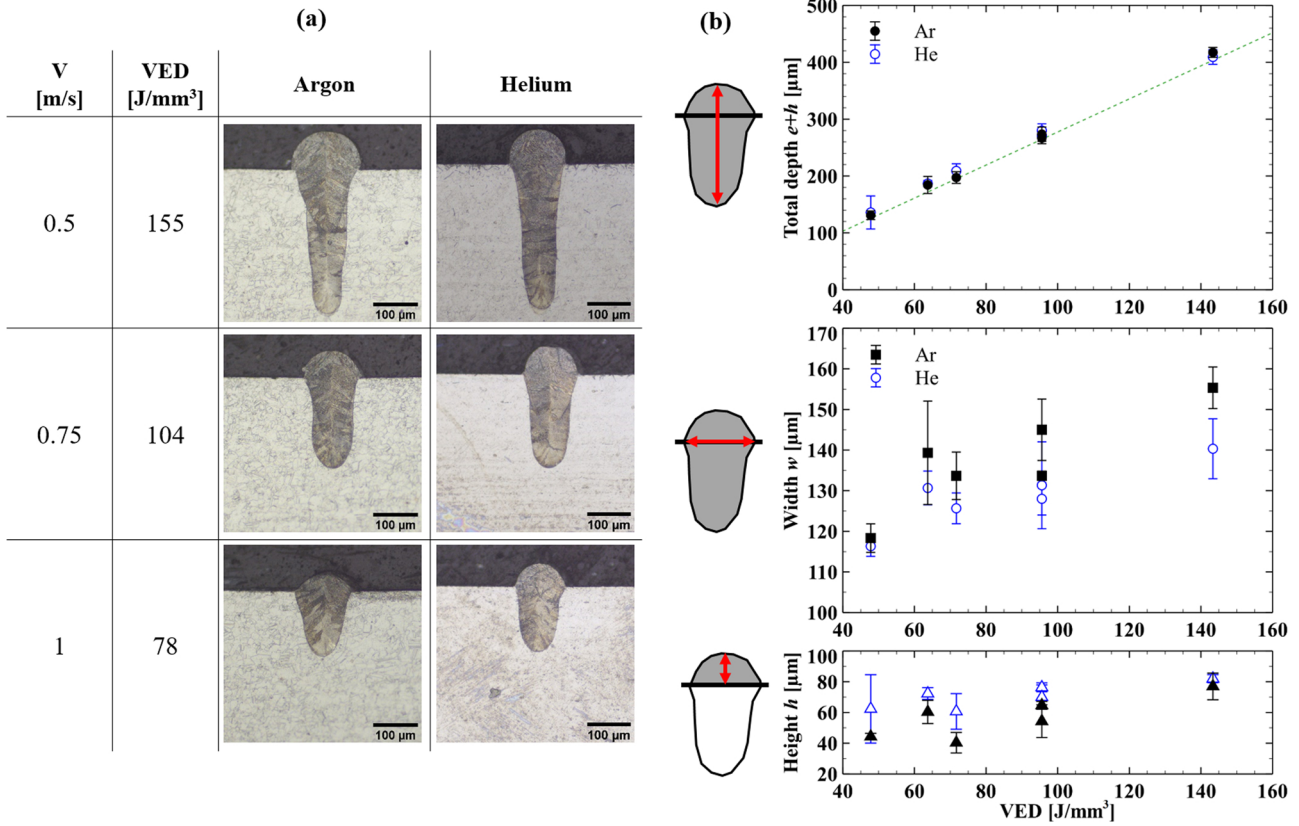 (a)
V
[m/s]
VED
[J/mm³]
Argon
Helium
0.5
155
100 µm
100 µm
0.75
104
100 µm
100 µm
1
78
100 µm
100 µm
(b)
Total depth e+h [µm]
500
400
300
200
100
0
Ar
He
40 60 80 100 120 140 160
Width w [µm]
170
160
150
140
130
120
110
100
Ar
He
40 60 80 100 120 140 160
Height h [µm]
100
80
60
40
20
40 60 80 100 120 140 160
VED [J/mm³]